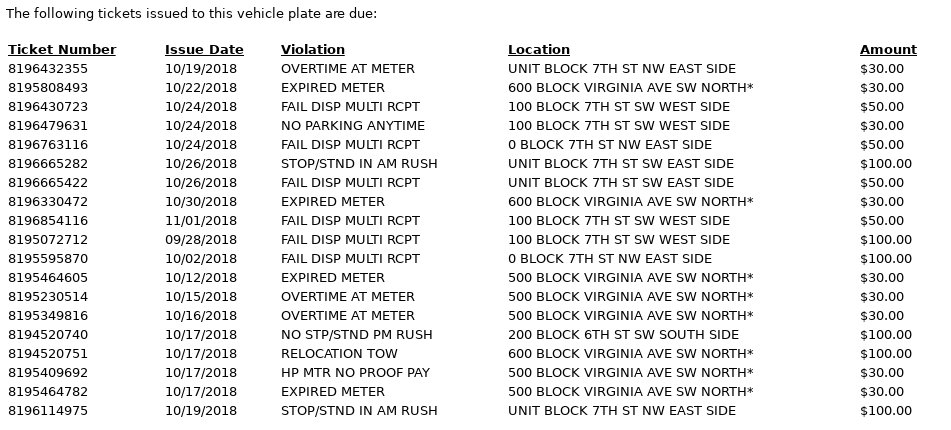 The following tickets issued to this vehicle plate are due:
Ticket Number Issue Date Violation Location Amount
8196432355 10/19/2018 OVERTIME AT METER UNIT BLOCK 7TH ST NW EAST SIDE $30.00
8195808493 10/22/2018 EXPIRED METER 600 BLOCK VIRGINIA AVE SW NORTH* $30.00
8196430723 10/24/2018 FAIL DISP MULTI RCPT 100 BLOCK 7TH ST SW WEST SIDE $50.00
8196479631 10/24/2018 NO PARKING ANYTIME 100 BLOCK 7TH ST SW WEST SIDE $30.00
8196763116 10/24/2018 FAIL DISP MULTI RCPT 0 BLOCK 7TH ST NW EAST SIDE $50.00
8196665282 10/26/2018 STOP/STND IN AM RUSH UNIT BLOCK 7TH ST SW EAST SIDE $100.00
8196665422 10/26/2018 FAIL DISP MULTI RCPT UNIT BLOCK 7TH ST SW EAST SIDE $50.00
8196330472 10/30/2018 EXPIRED METER 600 BLOCK VIRGINIA AVE SW NORTH* $30.00
8196854116 11/01/2018 FAIL DISP MULTI RCPT 100 BLOCK 7TH ST SW WEST SIDE $50.00
8195072712 09/28/2018 FAIL DISP MULTI RCPT 100 BLOCK 7TH ST SW WEST SIDE $100.00
8195595870 10/02/2018 FAIL DISP MULTI RCPT 0 BLOCK 7TH ST NW EAST SIDE $100.00
8195464605 10/12/2018 EXPIRED METER 500 BLOCK VIRGINIA AVE SW NORTH* $30.00
8195230514 10/15/2018 OVERTIME AT METER 500 BLOCK VIRGINIA AVE SW NORTH* $30.00
8195349816 10/16/2018 OVERTIME AT METER 500 BLOCK VIRGINIA AVE SW NORTH* $30.00
8194520740 10/17/2018 NO STP/STND PM RUSH 200 BLOCK 6TH ST SW SOUTH SIDE $100.00
8194520751 10/17/2018 RELOCATION TOW 600 BLOCK VIRGINIA AVE SW NORTH* $100.00
8195409692 10/17/2018 HP MTR NO PROOF PAY 500 BLOCK VIRGINIA AVE SW NORTH* $30.00
8195464782 10/17/2018 EXPIRED METER 500 BLOCK VIRGINIA AVE SW NORTH* $30.00
8196114975 10/19/2018 STOP/STND IN AM RUSH UNIT BLOCK 7TH ST NW EAST SIDE $100.00